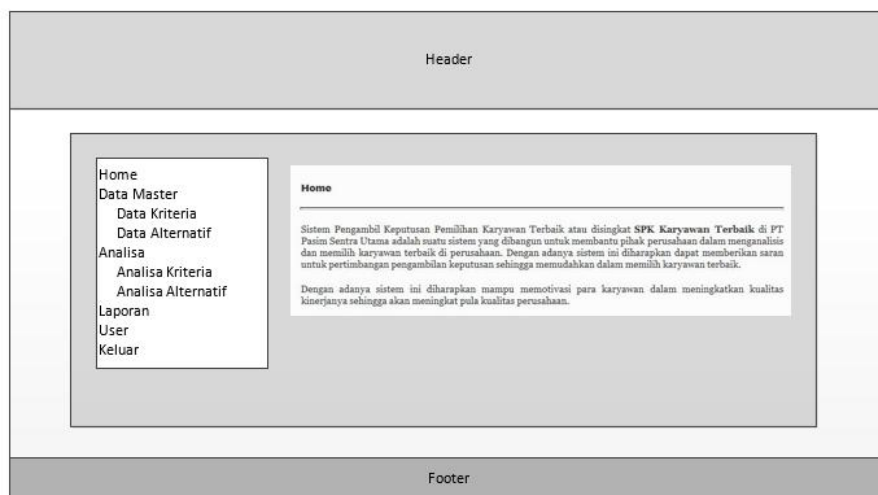 Header
Home
Data Master
Data Kriteria
Data Alternatif
Analisa
Analisa Kriteria
Analisa Alternatif
Laporan
User
Keluar
Home
Sistem Pengambil Keputusan Pemilihan Karyawan Terbaik atau disingkat SPK Karyawan Terbaik di PT
Pasim Sentra Utama adalah suatu sistem yang dibangun untuk membantu pihak perusahaan dalam menganalisis
dan memilih karyawan terbaik di perusahaan. Dengan adanya sistem ini diharapkan dapat memberikan saran
untuk pertimbangan pengambilan keputusan sehingga memudahkan dalam memilih karyawan terbaik.
Dengan adanya sistem ini diharapkan mampu memotivasi para karyawan dalam meningkatkan kualitas
kinerjanya sehingga akan meningkat pula kualitas perusahaan.
Footer